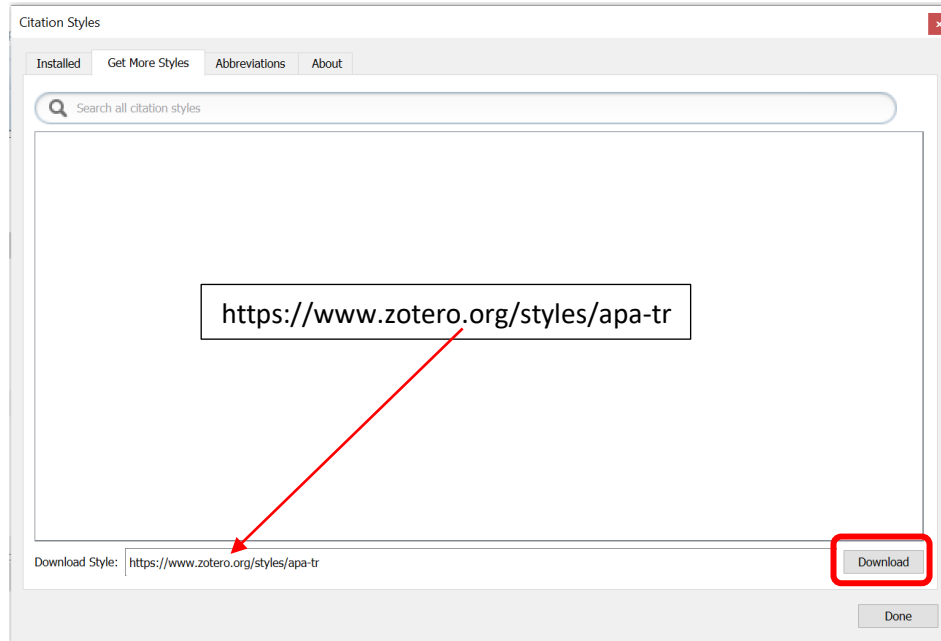 Citation Styles
Installed Get More Styles Abbreviations About
Search all citation styles
https://www.zotero.org/styles/apa-tr
Download Style: https://www.zotero.org/styles/apa-tr Download
Done